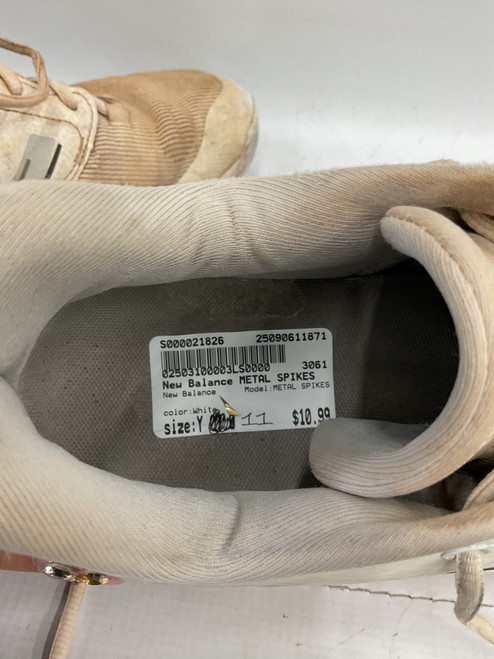 S000021826 25090611871
02503100003LS0000 3061
New Balance METAL SPIKES
New Balance Model: METAL SPIKES
color: White
size: Y 11 $10.99